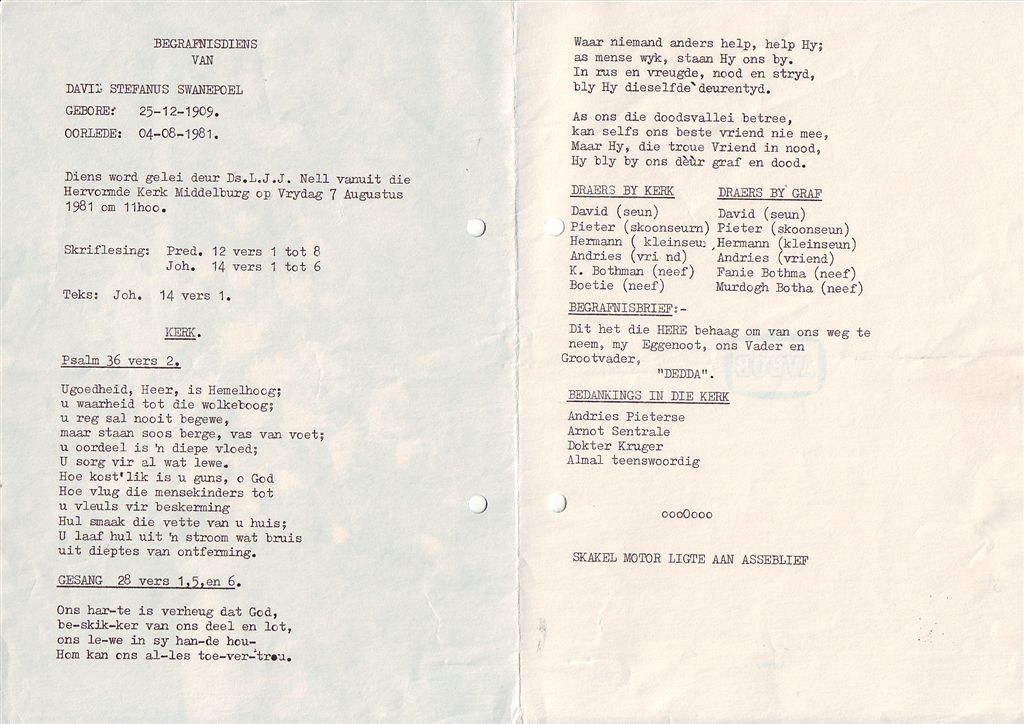 BEGRAFNISDIENS
VAN
DAVID STEFANUS SWANEPOEL
GEBORE: 25-12-1909.
OORLEDE: 04-08-1981.
Diens word gelei deur Ds.L.J.J. Nell vanuit die
Hervormde Kerk Middelburg op Vrydag 7 Augustus
1981 om 11hoo.
Skriflesing: Pred. 12 vers 1 tot 8
Joh. 14 vers 1 tot 6
Teks: Joh. 14 vers 1.
KERK.
Psalm 36 vers 2.
Ugoedheid, Heer, is Hemelhoog;
u waarheid tot die wolkeboog;
u reg sal nooit begewe,
maar staan soos berge, vas van voet;
u oordeel is 'n diepe vloed;
U sorg vir al wat lewe.
Hoe kost'lik is u guns, o God
Hoe vlug die mensekinders tot
u vleuls vir beskerming
Hul smaak die vette van u huis;
U laaf hul uit 'n stroom wat bruis
uit dieptes van ontferming.
GESANG 28 vers 1,5,en 6.
Ons har-te is verheug dat God,
be-skik-ker van ons deel en lot,
ons le-we in sy han-de hou-
Hom kan ons al-les toe-ver-trou.
Waar niemand anders help, help Hy;
as mense wyk, staan Hy ons by.
In rus en vreugde, nood en stryd,
bly Hy dieselfde deurentyd.
As ons die doodsvallei betree,
kan selfs ons beste vriend nie mee,
Maar Hy, die troue Vriend in nood,
Hy bly by ons dèùr graf en dood.
DRAERS BY KERK
David (seun)
Pieter (skoonseurn)
Hermann ( kleinseu
Andries (vri nd)
K. Bothman (neef)
Boetie (neef)
DRAERS BY GRAF
David (seun)
Pieter (skoonseun)
Hermann (kleinseun)
Andries (vriend)
Fanie Bothma (neef)
Murdogh Botha (neef)
BEGRAFNISBRIEF:-
Dit het die HERE behaag om van ons weg te
neem, my Eggenoot, ons Vader en
Grootvader,
"DEDDA".
BEDANKINGS IN DIE KERK
Andries Pieterse
Arnot Sentrale
Dokter Kruger
Almal teenswoordig
oooOooo
SKAKEL MOTOR LIGTE AAN ASSEBLIEF